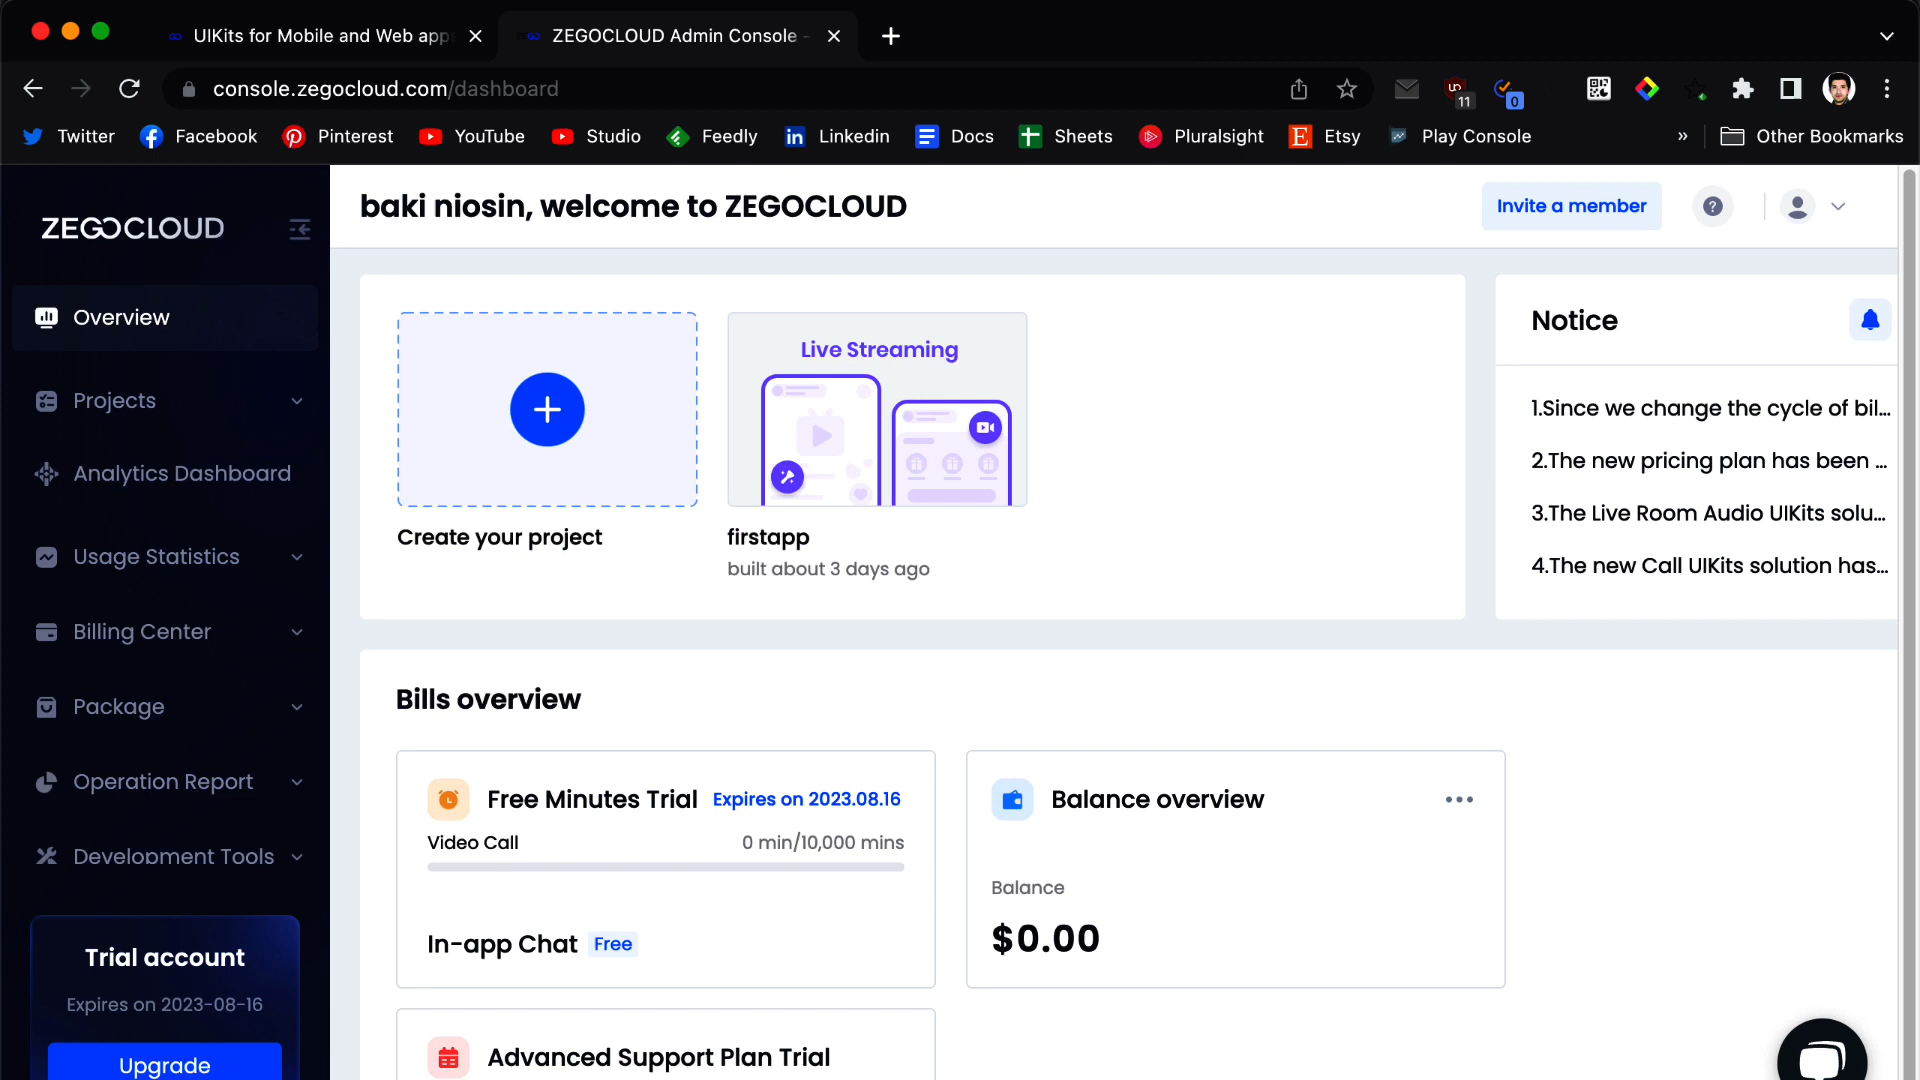 UIKits for Mobile and Web apps
ZEGOCLOUD Admin Console -
console.zegocloud.com/dashboard
11
0
Twitter
Facebook
Pinterest
YouTube
Studio
Feedly
Linkedin
Docs
Sheets
Pluralsight
Etsy
Play Console
»
Other Bookmarks
ZEGOCLOUD
Overview
Projects
Analytics Dashboard
Usage Statistics
Billing Center
Package
Operation Report
Development Tools
Trial account
Expires on 2023-08-16
Upgrade
baki niosin, welcome to ZEGOCLOUD
Invite a member
?
Live Streaming
Create your project
firstapp
built about 3 days ago
Notice
1.Since we change the cycle of bil...
2.The new pricing plan has been ...
3.The Live Room Audio UIKits solu...
4.The new Call UIKits solution has...
Bills overview
Free Minutes Trial Expires on 2023.08.16
Video Call 0 min/10,000 mins
In-app Chat Free
Balance overview
Balance
$0.00
Advanced Support Plan Trial